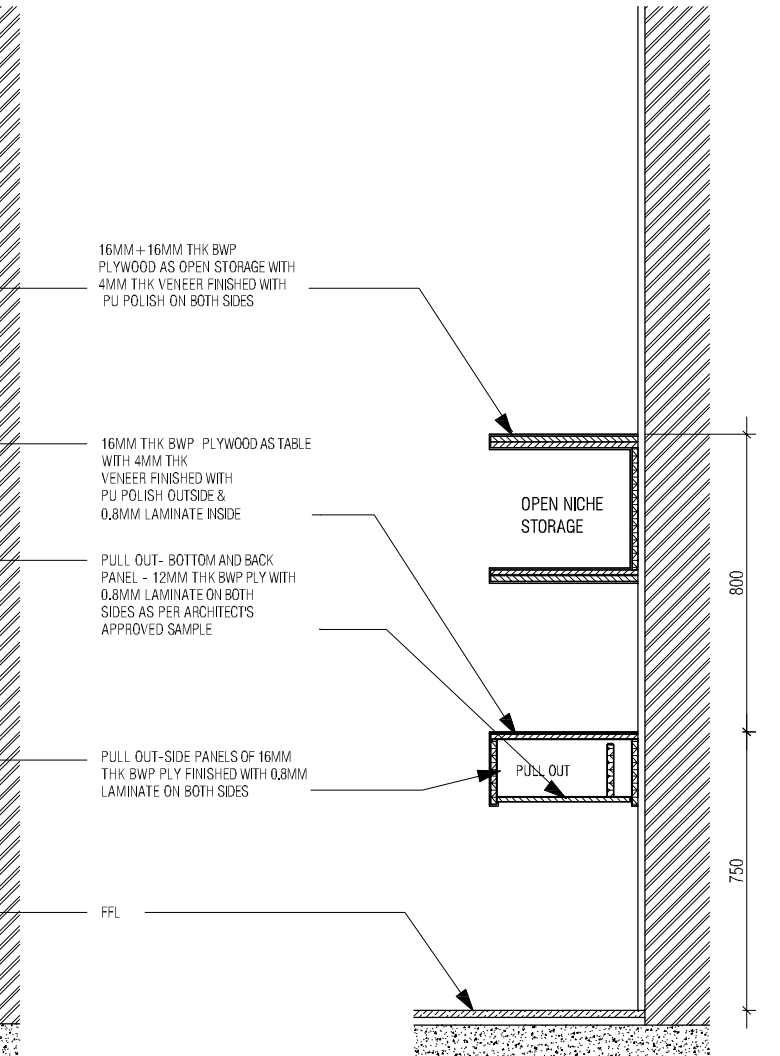 16MM+16MM THK BWP
PLYWOOD AS OPEN STORAGE WITH
4MM THK VENEER FINISHED WITH
PU POLISH ON BOTH SIDES
16MM THK BWP PLYWOOD AS TABLE
WITH 4MM THK
VENEER FINISHED WITH
PU POLISH OUTSIDE &
0.8MM LAMINATE INSIDE
OPEN NICHE
STORAGE
PULL OUT- BOTTOM AND BACK
PANEL - 12MM THK BWP PLY WITH
0.8MM LAMINATE ON BOTH
SIDES AS PER ARCHITECT'S
APPROVED SAMPLE
800
PULL OUT-SIDE PANELS OF 16MM
THK BWP PLY FINISHED WITH 0.8MM
LAMINATE ON BOTH SIDES
PULL OUT
750
FFL